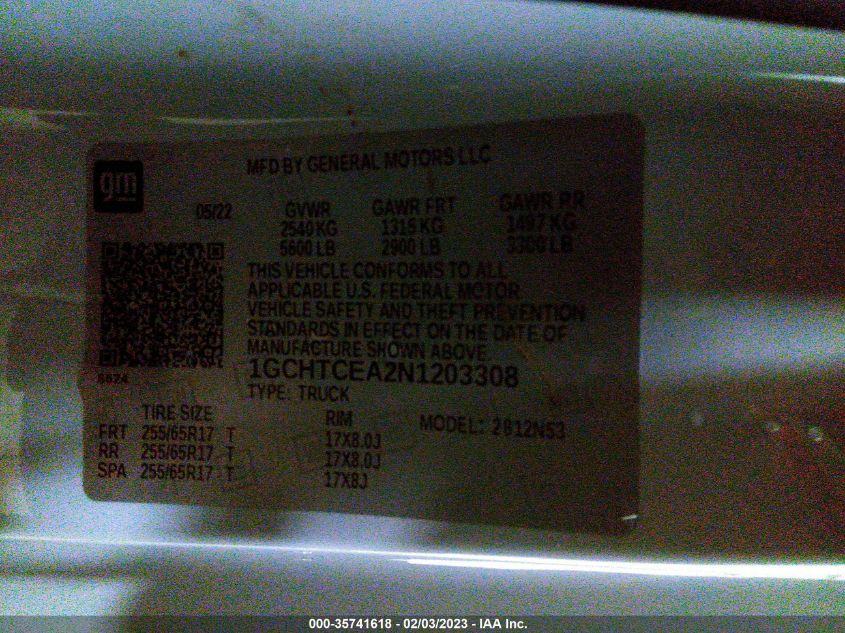 gm
MFD BY GENERAL MOTORS LLC
05/22
GVWR GAWR FRT GAWR RR
2540 KG 1315 KG 1497 KG
5600 LB 2900 LB 3300 LB
THIS VEHICLE CONFORMS TO ALL
APPLICABLE U.S. FEDERAL MOTOR
VEHICLE SAFETY AND THEFT PREVENTION
STANDARDS IN EFFECT ON THE DATE OF
MANUFACTURE SHOWN ABOVE.
1GCHTCEA2N1203308
TYPE: TRUCK
TIRE SIZE RIM MODEL:
FRT 255/65R17 T 17X8.0J
RR 255/65R17 T 17X8.0J
SPA 255/65R17 T 17X8J
000-35741618 - 02/03/2023 - IAA Inc.